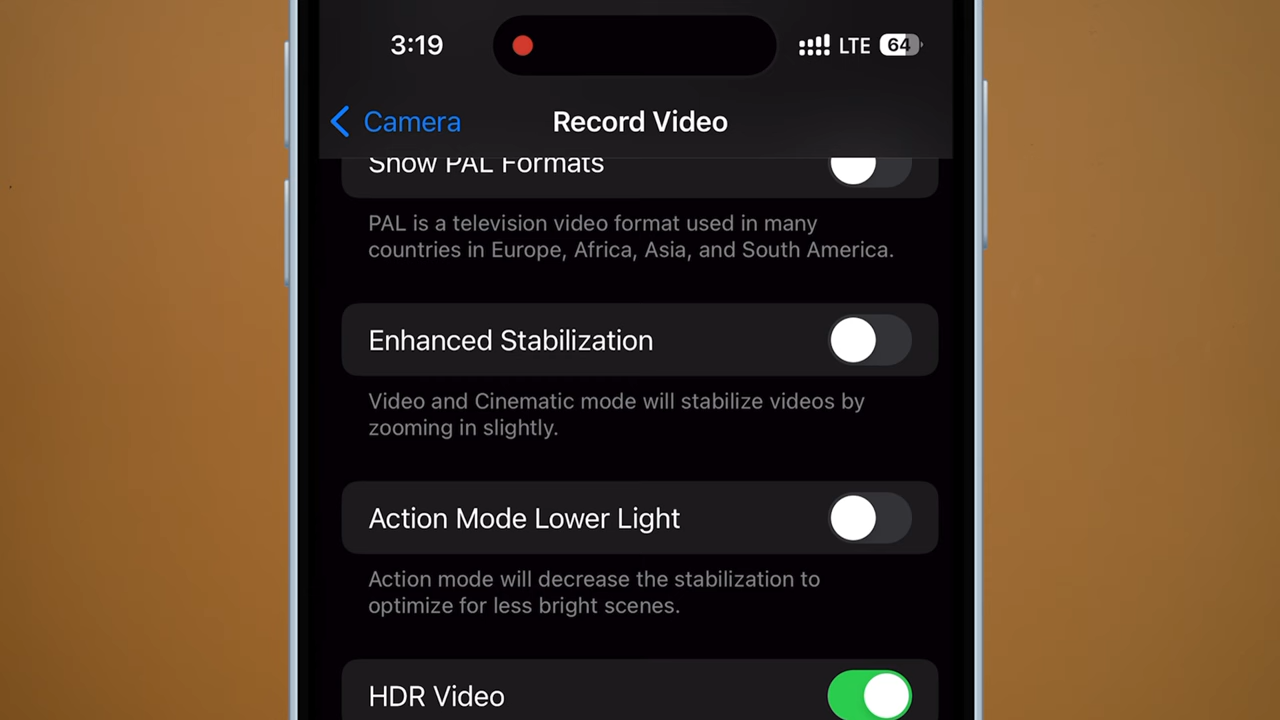 3:19
LTE 64
Camera
Record Video
Show PAL Formats
PAL is a television video format used in many
countries in Europe, Africa, Asia, and South America.
Enhanced Stabilization
Video and Cinematic mode will stabilize videos by
zooming in slightly.
Action Mode Lower Light
Action mode will decrease the stabilization to
optimize for less bright scenes.
HDR Video